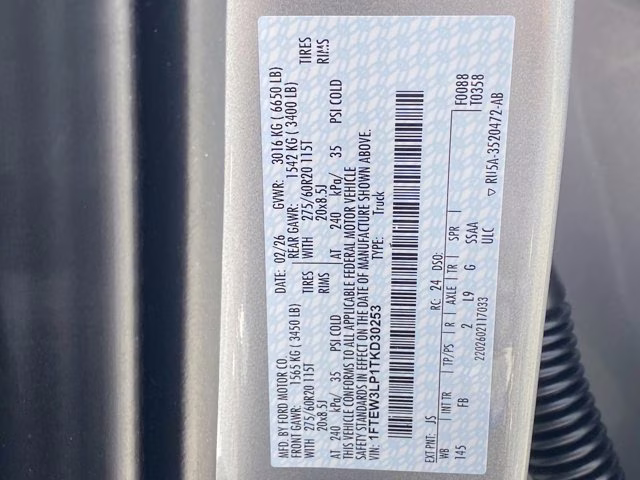 MFD. BY FORD MOTOR CO. DATE: 02/26 GVWR: 3016 KG ( 6650 LB)
FRONT GAWR: 1565 KG ( 3450 LB) REAR GAWR: 1542 KG ( 3400 LB)
WITH 275/60R20 115T TIRES WITH 275/60R20 115T TIRES
20x8.5J RIMS 20x8.5J RIMS
AT 240 kPa/ 35 PSI COLD AT 240 kPa/ 35 PSI COLD
THIS VEHICLE CONFORMS TO ALL APPLICABLE FEDERAL MOTOR VEHICLE
SAFETY STANDARDS IN EFFECT ON THE DATE OF MANUFACTURE SHOWN ABOVE.
VIN: 1FTEW3LP1TKD30253 Truck
F0088
T0358
EXT PNT: JS RC: 24 DSO:
WB INT TR TP/PS R AXLE TR SPR
145 FB 2 L9 G SSAA
ULC
2202602117033 ▽ RU5A-3520472-AB